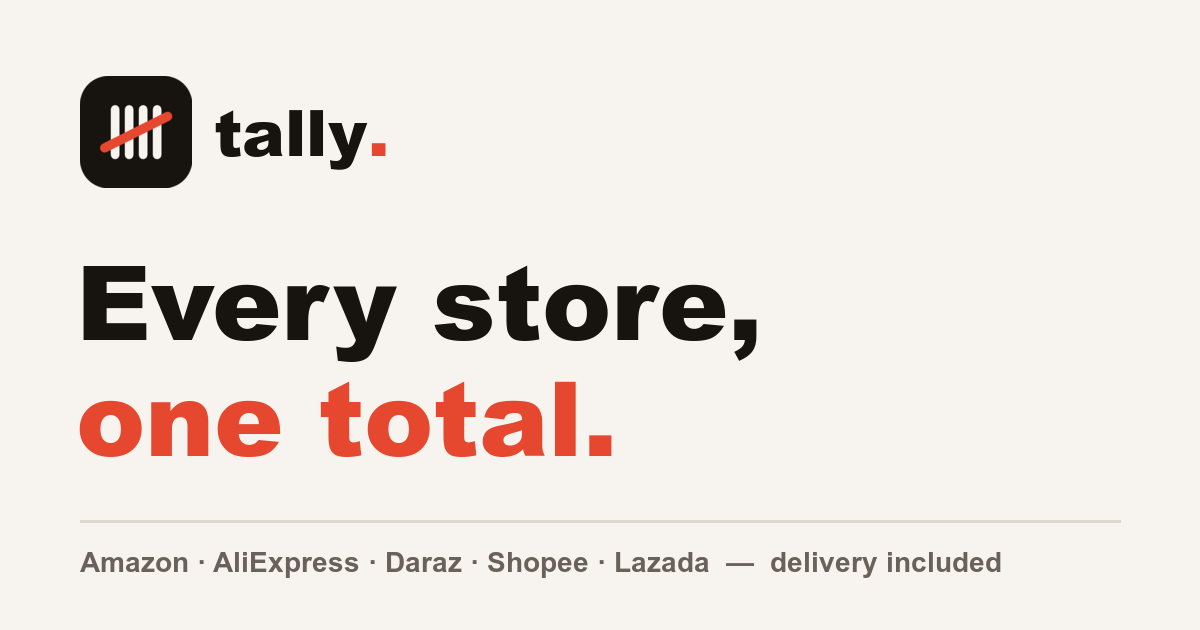 tally.
Every store,
one total.
Amazon · AliExpress · Daraz · Shopee · Lazada — delivery included